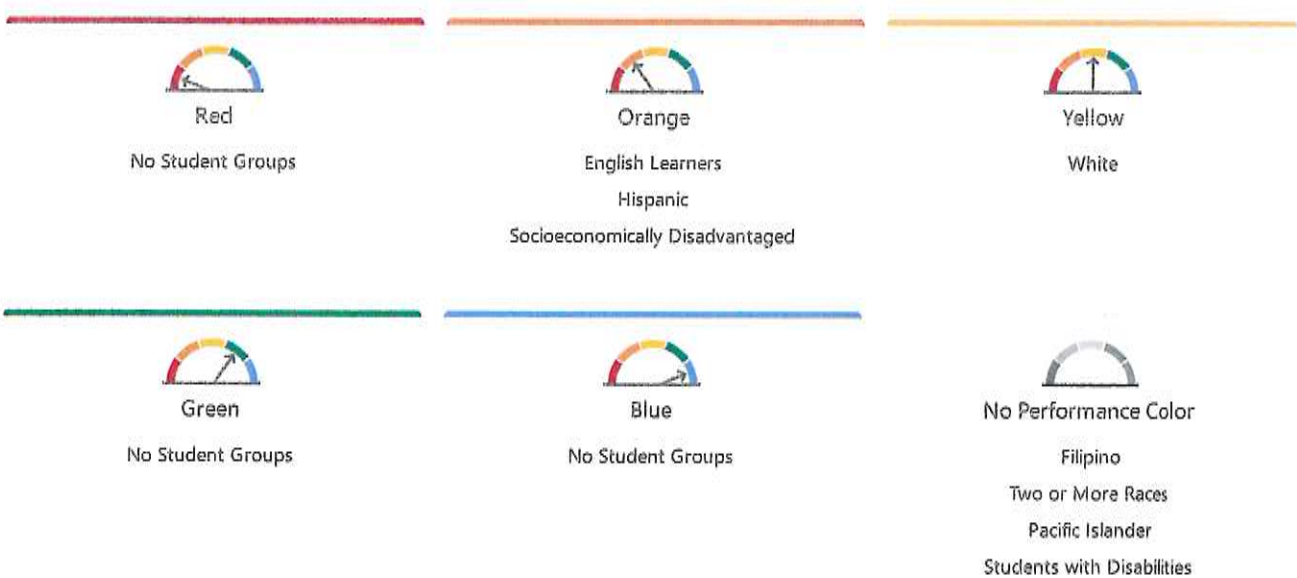 Red
No Student Groups
Orange
English Learners
Hispanic
Socioeconomically Disadvantaged
Yellow
White
Green
No Student Groups
Blue
No Student Groups
No Performance Color
Filipino
Two or More Races
Pacific Islander
Students with Disabilities